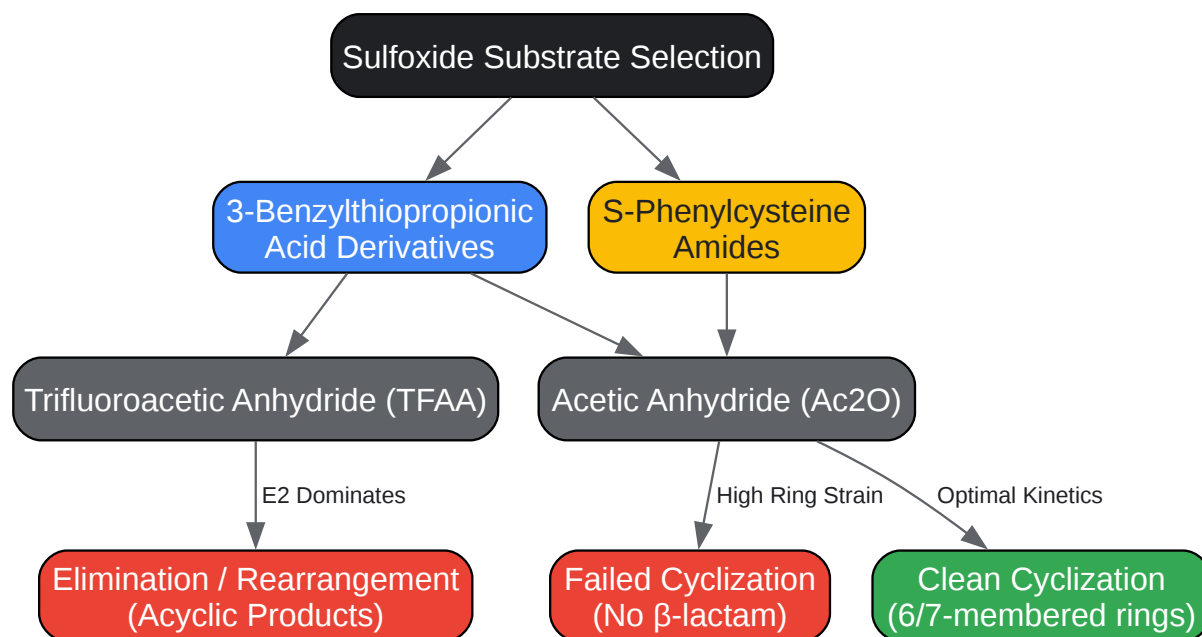 Sulfoxide Substrate Selection
3-Benzylthiopropionic
Acid Derivatives
S-Phenylcysteine
Amides
Trifluoroacetic Anhydride (TFAA)
Acetic Anhydride (Ac2O)
E2 Dominates
High Ring Strain
Optimal Kinetics
Elimination / Rearrangement
(Acyclic Products)
Failed Cyclization
(No β-lactam)
Clean Cyclization
(6/7-membered rings)